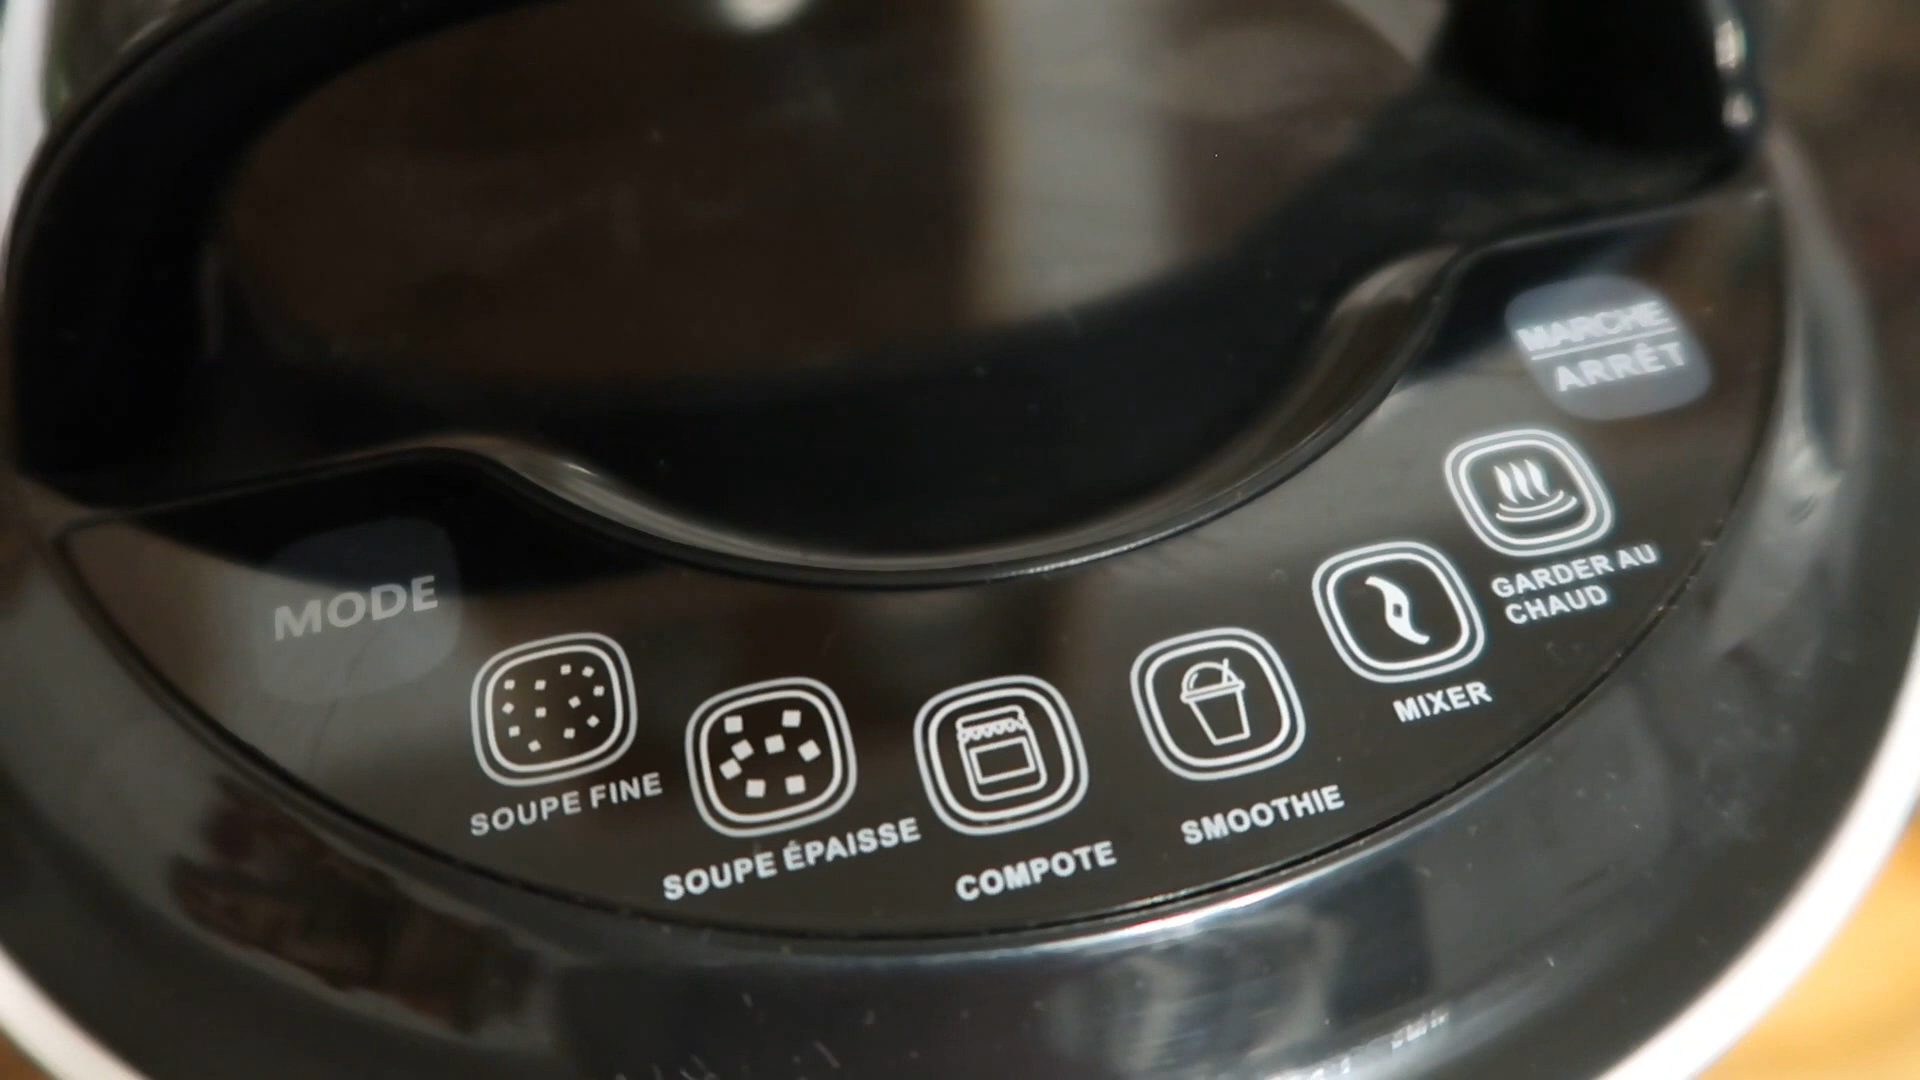 MARCHE
ARRÊT
MODE
SOUPE FINE
SOUPE ÉPAISSE
COMPOTE
SMOOTHIE
MIXER
GARDER AU
CHAUD